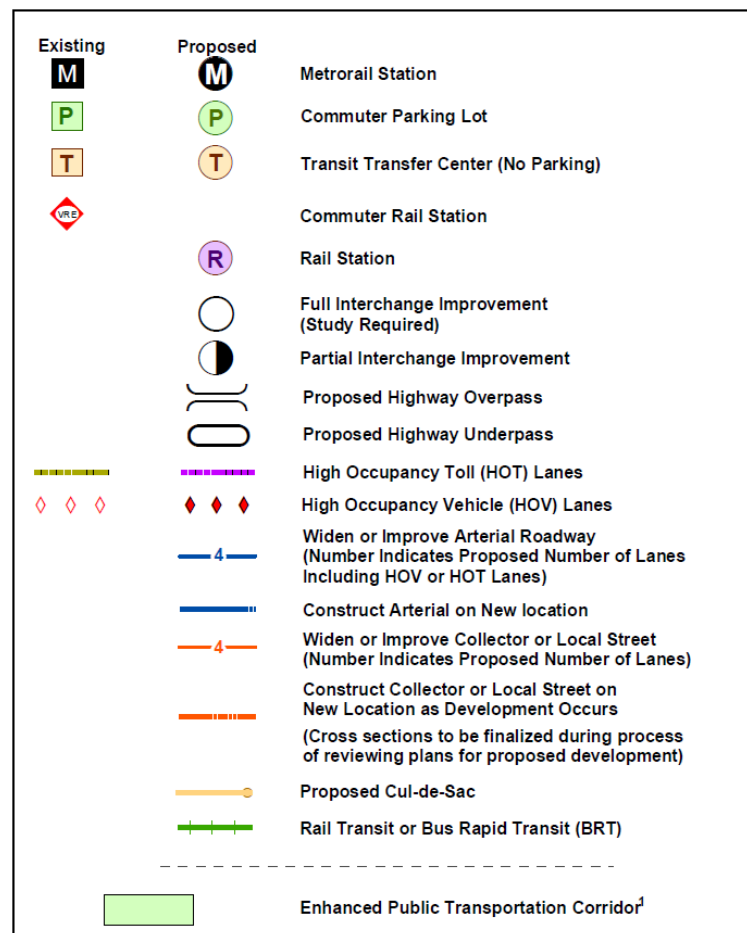 Existing Proposed
M M Metrorail Station
P P Commuter Parking Lot
T T Transit Transfer Center (No Parking)
VRE Commuter Rail Station
R Rail Station
Full Interchange Improvement
(Study Required)
Partial Interchange Improvement
Proposed Highway Overpass
Proposed Highway Underpass
High Occupancy Toll (HOT) Lanes
High Occupancy Vehicle (HOV) Lanes
Widen or Improve Arterial Roadway
4 (Number Indicates Proposed Number of Lanes
Including HOV or HOT Lanes)
Construct Arterial on New location
4 Widen or Improve Collector or Local Street
(Number Indicates Proposed Number of Lanes)
Construct Collector or Local Street on
New Location as Development Occurs
(Cross sections to be finalized during process
of reviewing plans for proposed development)
Proposed Cul-de-Sac
Rail Transit or Bus Rapid Transit (BRT)
Enhanced Public Transportation Corridor1